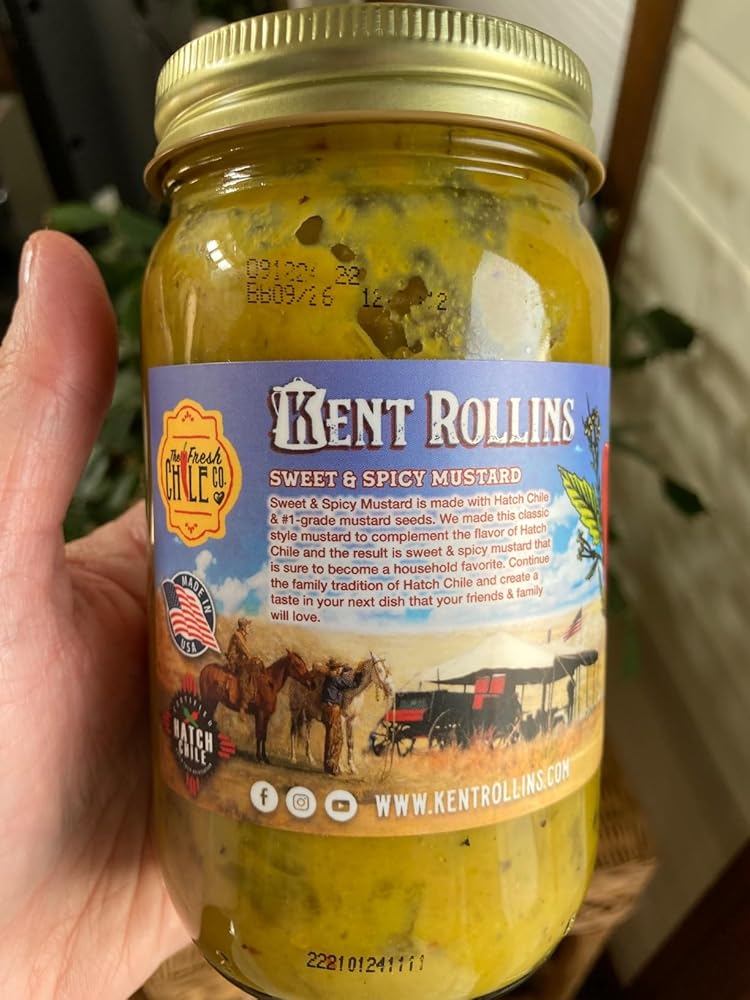 22
BB09/26 12
KENT ROLLINS
The Fresh
CHILE CO.
SWEET & SPICY MUSTARD
Sweet & Spicy Mustard is made with Hatch Chile
& #1-grade mustard seeds. We made this classic
style mustard to complement the flavor of Hatch
Chile and the result is sweet & spicy mustard that
is sure to become a household favorite. Continue
the family tradition of Hatch Chile and create a
taste in your next dish that your friends & family
will love.
MADE IN
USA
CERTIFIED
HATCH
CHILE
WWW.KENTROLLINS.COM
222101241111